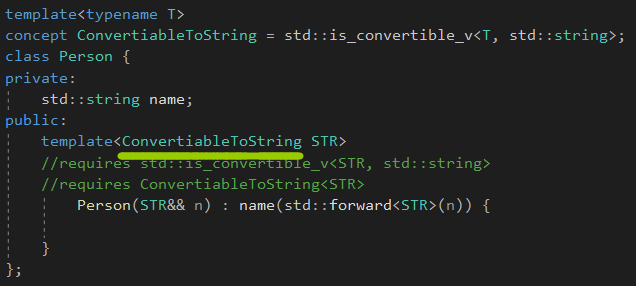 template<typename T>
concept ConvertiableToString = std::is_convertible_v<T, std::string>;
class Person {
private:
std::string name;
public:
template<ConvertiableToString STR>
//requires std::is_convertible_v<STR, std::string>
//requires ConvertiableToString<STR>
Person(STR&& n) : name(std::forward<STR>(n)) {
}
};